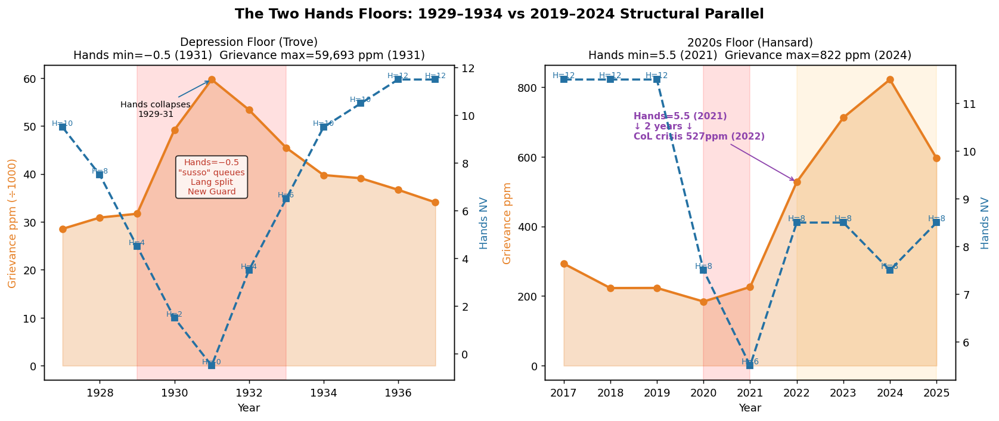 The Two Hands Floors: 1929–1934 vs 2019–2024 Structural Parallel
Depression Floor (Trove)
Hands min=−0.5 (1931)  Grievance max=59,693 ppm (1931)
Grievance ppm (÷1000)
60
50
40
30
20
10
0
12
10
8
6
4
2
0
Hands NV
H=10
H=8
H=4
H=2
H=-0
H=4
H=6
H=10
H=10
H=12
H=12
Hands collapses
1929-31
Hands=−0.5
"susso" queues
Lang split
New Guard
1928
1930
1932
1934
1936
Year
2020s Floor (Hansard)
Hands min=5.5 (2021)  Grievance max=822 ppm (2024)
Grievance ppm
800
600
400
200
0
11
10
9
8
7
6
Hands NV
H=12
H=12
H=12
H=8
H=6
H=8
H=8
H=8
H=8
Hands=5.5 (2021)
↓ 2 years ↓
CoL crisis 527ppm (2022)
2017
2018
2019
2020
2021
2022
2023
2024
2025
Year